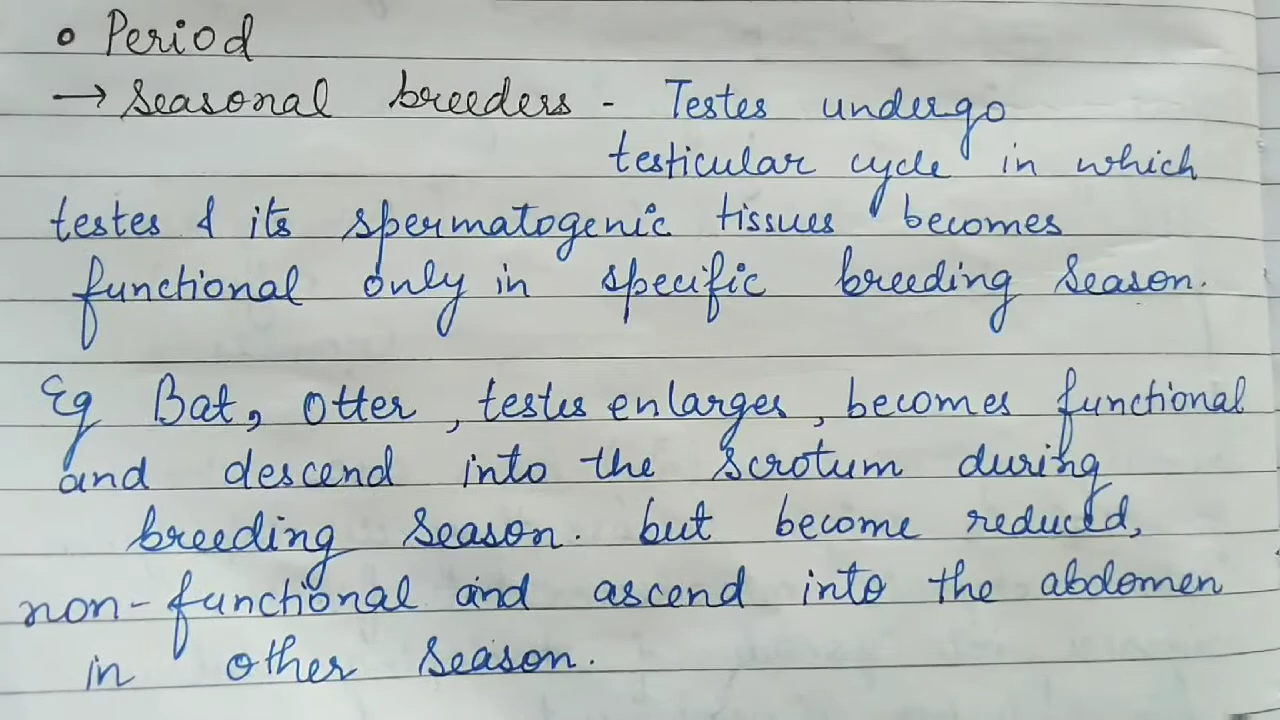 • Period
→ Seasonal breeders - Testes undergo
testicular cycle in which
testes & its spermatogenic tissues becomes
functional only in specific breeding season.
Eg Bat, Otter, testes enlarges, becomes functional
and descend into the scrotum during
breeding season. but become reduced,
non-functional and ascend into the abdomen
in other season.